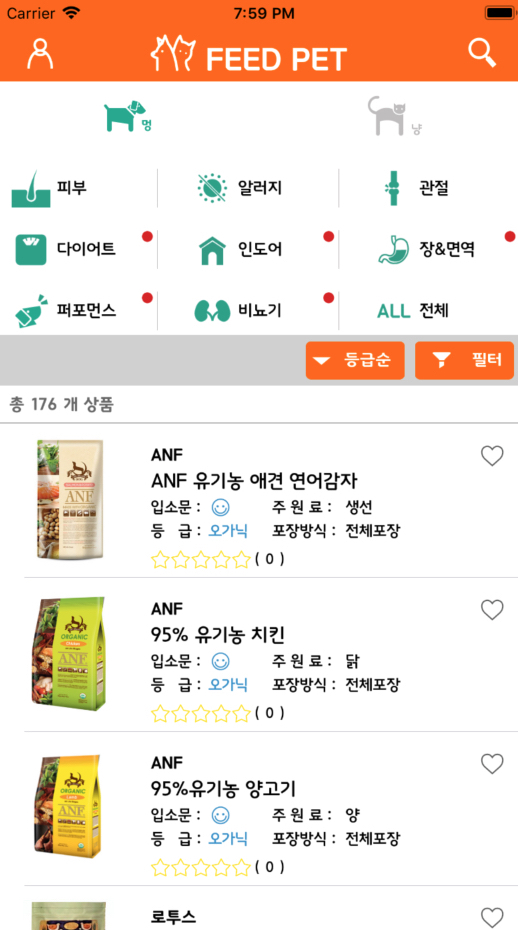 Carrier 7:59 PM
FEED PET
멍 냥
피부 알러지 관절
다이어트 인도어 장&면역
퍼포먼스 비뇨기 ALL 전체
등급순 필터
총 176 개 상품
ANF
ANF 유기농 애견 연어감자
입소문 : 주 원 료 : 생선
등 급 : 오가닉 포장방식 : 전체포장
( 0 )
ANF
95% 유기농 치킨
입소문 : 주 원 료 : 닭
등 급 : 오가닉 포장방식 : 전체포장
( 0 )
ANF
95%유기농 양고기
입소문 : 주 원 료 : 양
등 급 : 오가닉 포장방식 : 전체포장
( 0 )
로투스
ANF
ORGANIC
ANF
ORGANIC
ANF